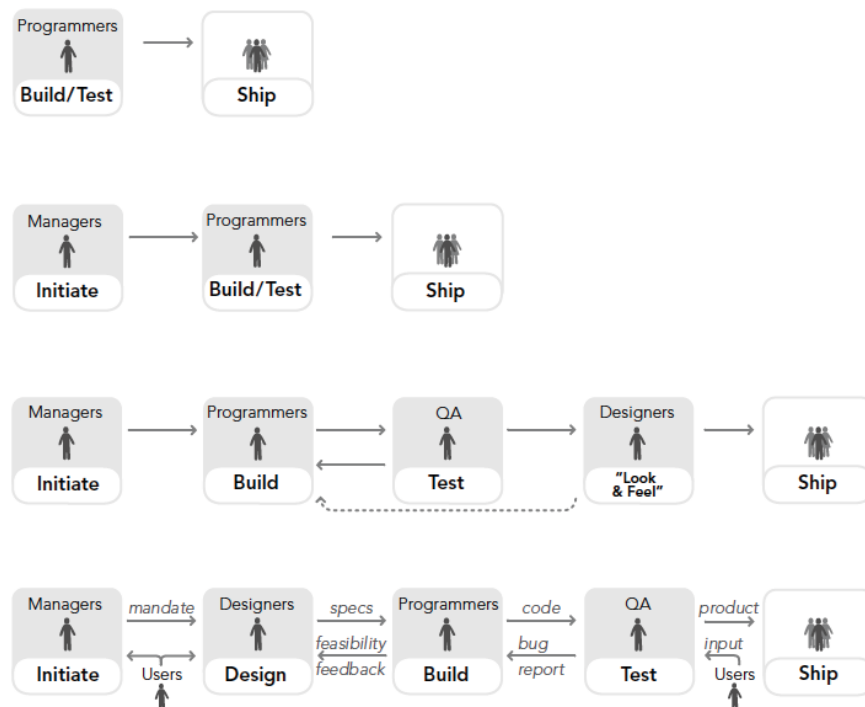 Programmers
Build/Test
Ship
Managers
Programmers
Initiate
Build/Test
Ship
Managers
Programmers
QA
Designers
Initiate
Build
Test
"Look
& Feel"
Ship
Managers
mandate
Designers
specs
Programmers
code
QA
product
feasibility
bug
input
Initiate
Users
Design
feedback
Build
report
Test
Users
Ship